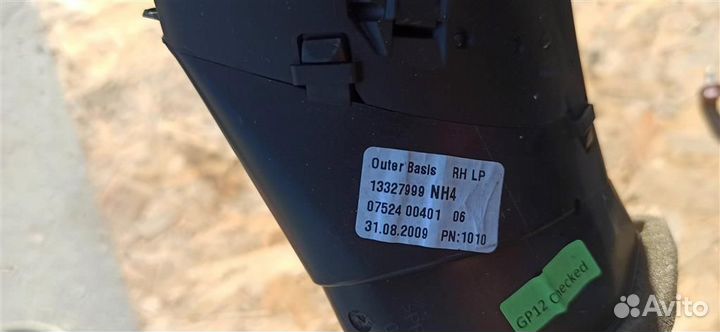 Outer Basis RH LP
13327999 NH4
07524 00401 06
31.08.2009 PN:1010
GP12 Checked
Avito